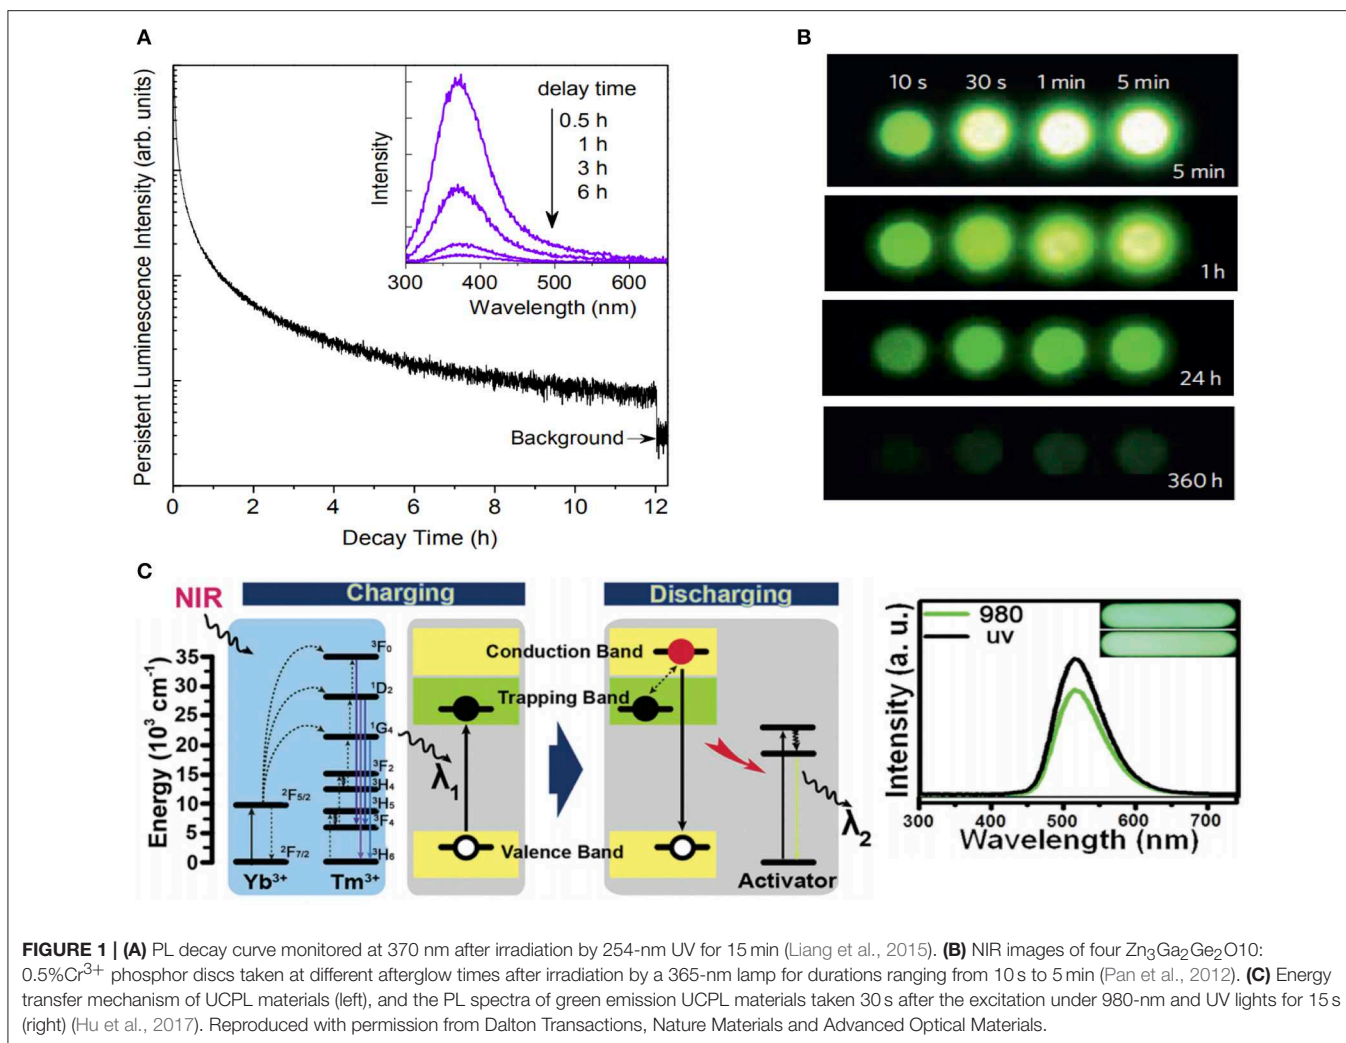 A
Persistent Luminescence Intensity (arb. units)
Intensity
delay time
0.5 h
1 h
3 h
6 h
300 400 500 600
Wavelength (nm)
Background
0 2 4 6 8 10 12
Decay Time (h)
B
10 s 30 s 1 min 5 min
5 min
1 h
24 h
360 h
C
NIR
Charging
Discharging
Energy (10³ cm⁻¹)
35
30
25
20
15
10
5
0
²F₅/₂
²F₇/₂
Yb³⁺
³F₀
¹D₂
¹G₄
³F₂
³H₄
³H₅
³F₄
³H₆
Tm³⁺
λ₁
Conduction Band
Trapping Band
Valence Band
Activator
λ₂
Intensity (a. u.)
980
uv
300 400 500 600 700
Wavelength (nm)
FIGURE 1 | (A) PL decay curve monitored at 370 nm after irradiation by 254-nm UV for 15 min (Liang et al., 2015). (B) NIR images of four Zn₃Ga₂Ge₂O10:
0.5%Cr³⁺ phosphor discs taken at different afterglow times after irradiation by a 365-nm lamp for durations ranging from 10 s to 5 min (Pan et al., 2012). (C) Energy
transfer mechanism of UCPL materials (left), and the PL spectra of green emission UCPL materials taken 30 s after the excitation under 980-nm and UV lights for 15 s
(right) (Hu et al., 2017). Reproduced with permission from Dalton Transactions, Nature Materials and Advanced Optical Materials.